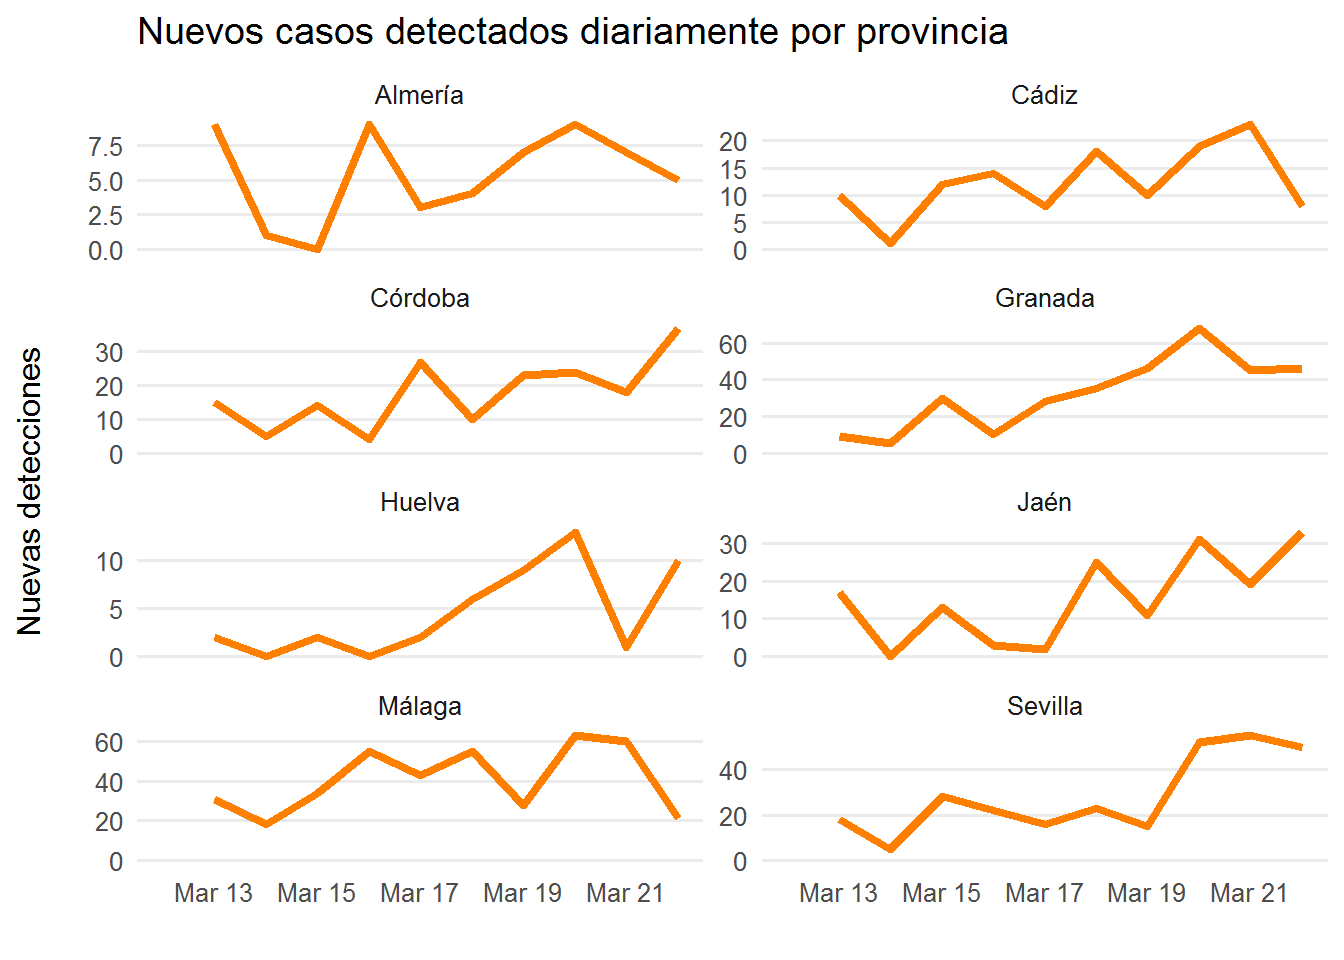 Nuevos casos detectados diariamente por provincia
Nuevas detecciones
Almería
7.5
5.0
2.5
0.0
Cádiz
20
15
10
5
0
Córdoba
30
20
10
0
Granada
60
40
20
0
Huelva
10
5
0
Jaén
30
20
10
0
Málaga
60
40
20
0
Sevilla
40
20
0
Mar 13 Mar 15 Mar 17 Mar 19 Mar 21
Mar 13 Mar 15 Mar 17 Mar 19 Mar 21